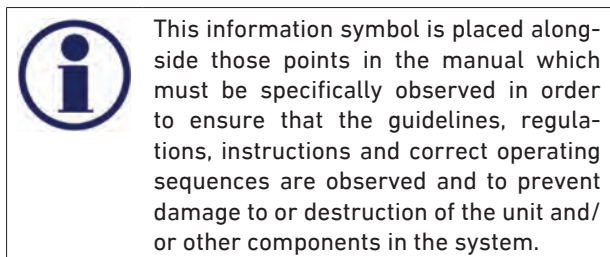 This information symbol is placed along-
side those points in the manual which
must be specifically observed in order
to ensure that the guidelines, regula-
tions, instructions and correct operating
sequences are observed and to prevent
damage to or destruction of the unit and/
or other components in the system.